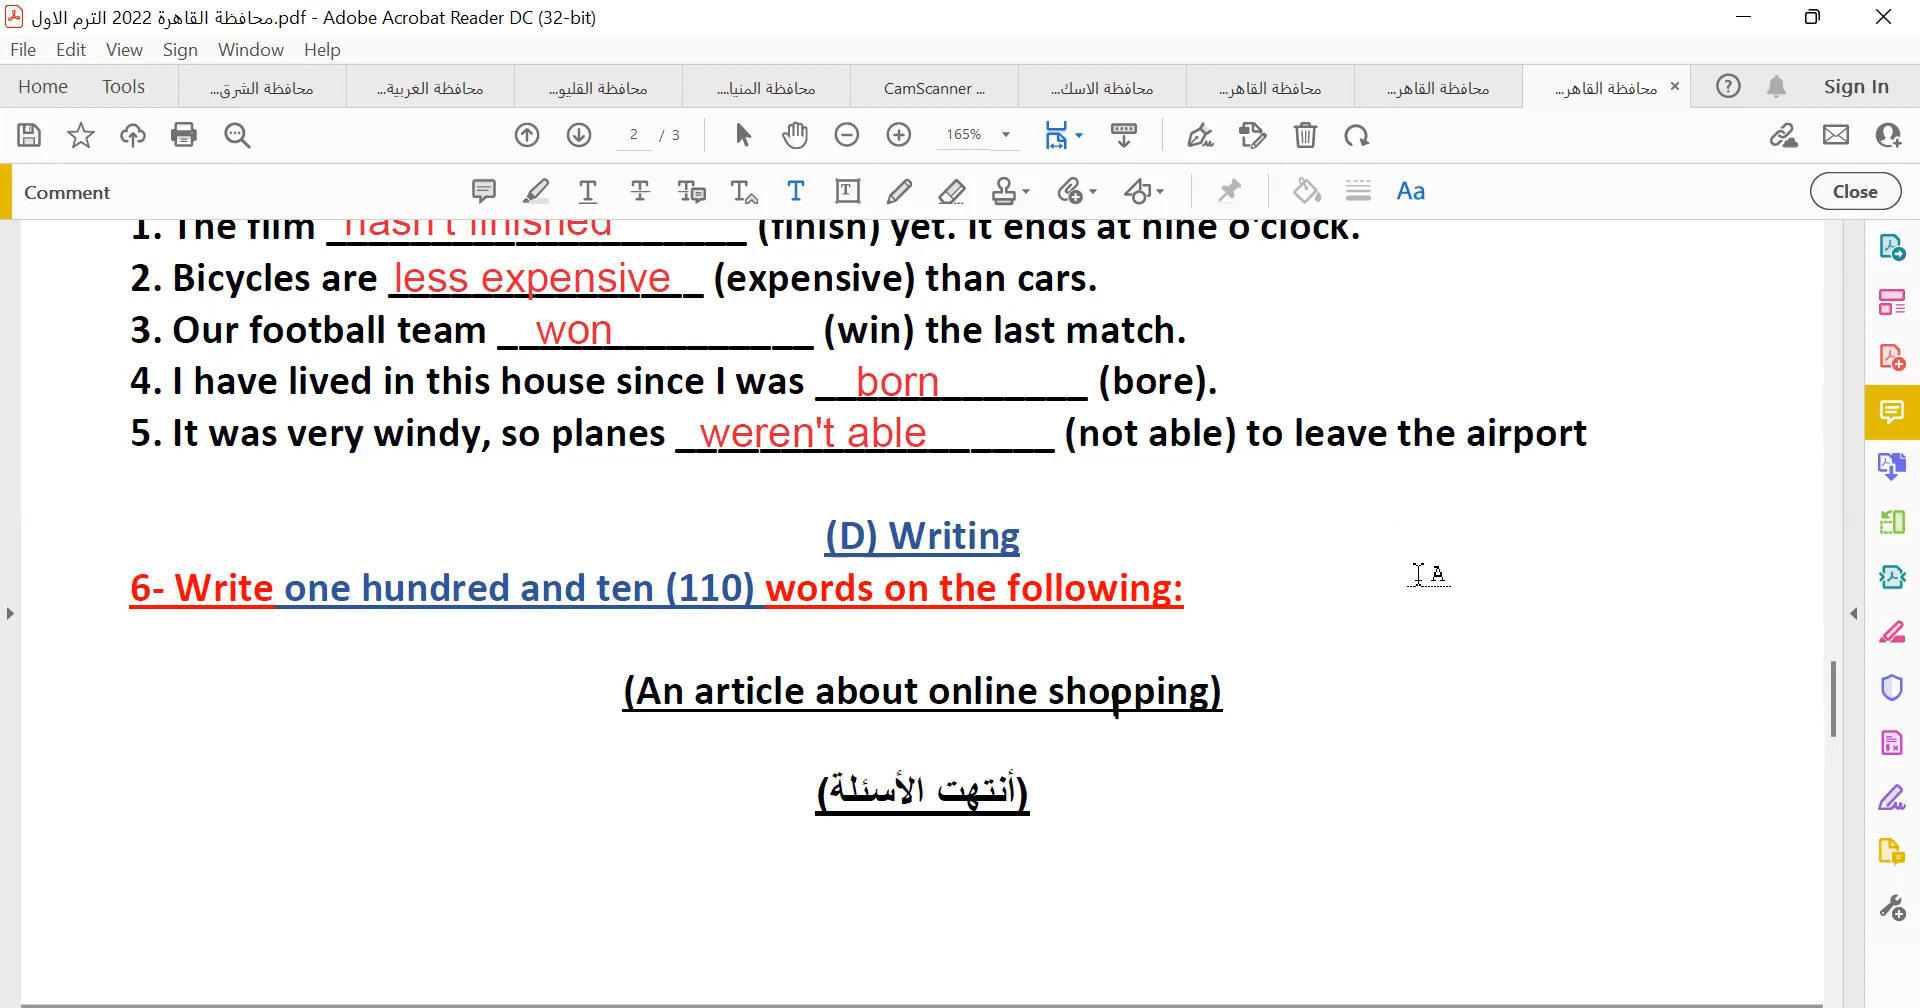 محافظة القاهرة 2022 الترم الاول.pdf - Adobe Acrobat Reader DC (32-bit)
File Edit View Sign Window Help
Home Tools محافظة الشرق... محافظة الغربية... محافظة القليو... محافظة المنيا.... CamScanner ... محافظة الاسك... محافظة القاهر... محافظة القاهر... محافظة القاهر... × Sign In
2 / 3 165%
Comment Aa Close
1. The film hasn't finished (finish) yet. It ends at nine o'clock.
2. Bicycles are less expensive (expensive) than cars.
3. Our football team won (win) the last match.
4. I have lived in this house since I was born (bore).
5. It was very windy, so planes weren't able (not able) to leave the airport
(D) Writing
6- Write one hundred and ten (110) words on the following:
(An article about online shopping)
(أنتهت الأسئلة)